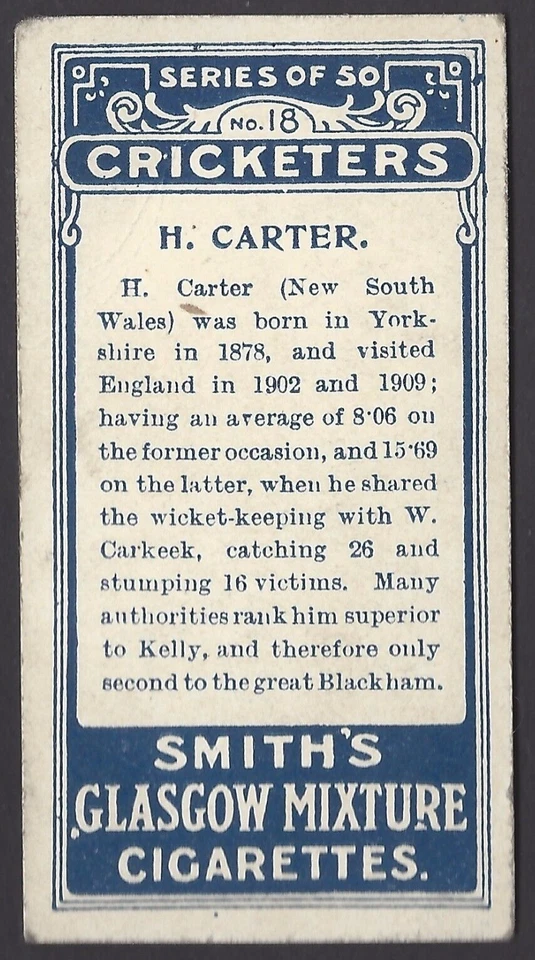 SERIES OF 50
No. 18
CRICKETERS
H. CARTER.
H. Carter (New South
Wales) was born in York-
shire in 1878, and visited
England in 1902 and 1909;
having an average of 8·06 on
the former occasion, and 15·69
on the latter, when he shared
the wicket-keeping with W.
Carkeek, catching 26 and
stumping 16 victims. Many
authorities rank him superior
to Kelly, and therefore only
second to the great Blackham.
SMITH'S
GLASGOW MIXTURE
CIGARETTES.